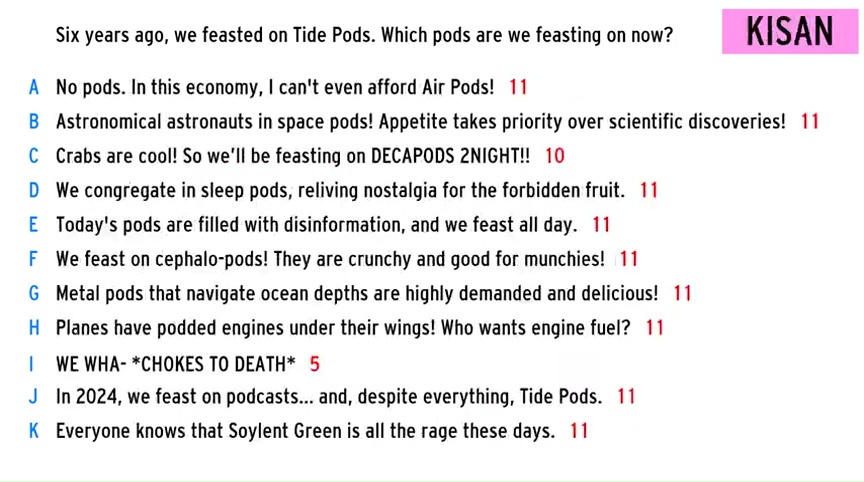 Six years ago, we feasted on Tide Pods. Which pods are we feasting on now?
KISAN
A No pods. In this economy, I can't even afford Air Pods! 11
B Astronomical astronauts in space pods! Appetite takes priority over scientific discoveries! 11
C Crabs are cool! So we'll be feasting on DECAPODS 2NIGHT!! 10
D We congregate in sleep pods, reliving nostalgia for the forbidden fruit. 11
E Today's pods are filled with disinformation, and we feast all day. 11
F We feast on cephalo-pods! They are crunchy and good for munchies! 11
G Metal pods that navigate ocean depths are highly demanded and delicious! 11
H Planes have podded engines under their wings! Who wants engine fuel? 11
I WE WHA- *CHOKES TO DEATH* 5
J In 2024, we feast on podcasts... and, despite everything, Tide Pods. 11
K Everyone knows that Soylent Green is all the rage these days. 11